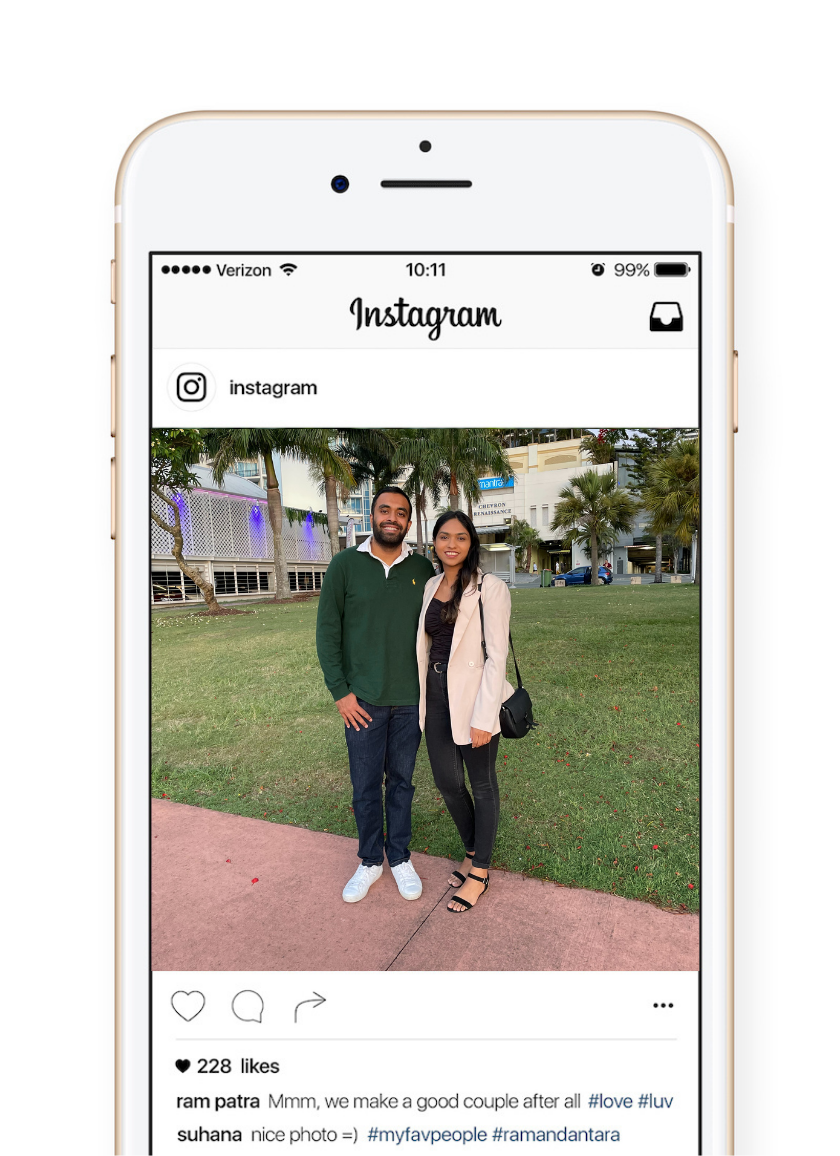 Verizon 10:11 99%
Instagram
instagram
mantra
CHEVRON
RENAISSANCE
228 likes
ram patra Mmm, we make a good couple after all #love #luv
suhana nice photo =) #myfavpeople #ramandantara